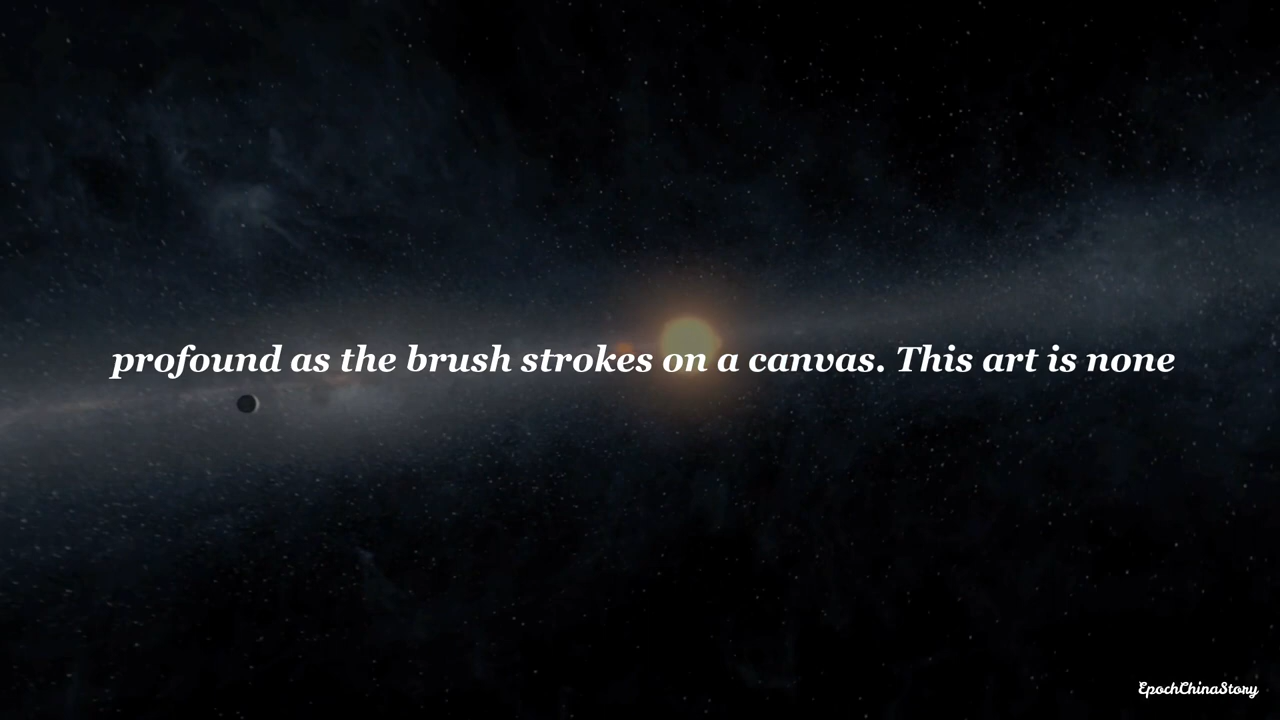 profound as the brush strokes on a canvas. This art is none
EpochChinaStory